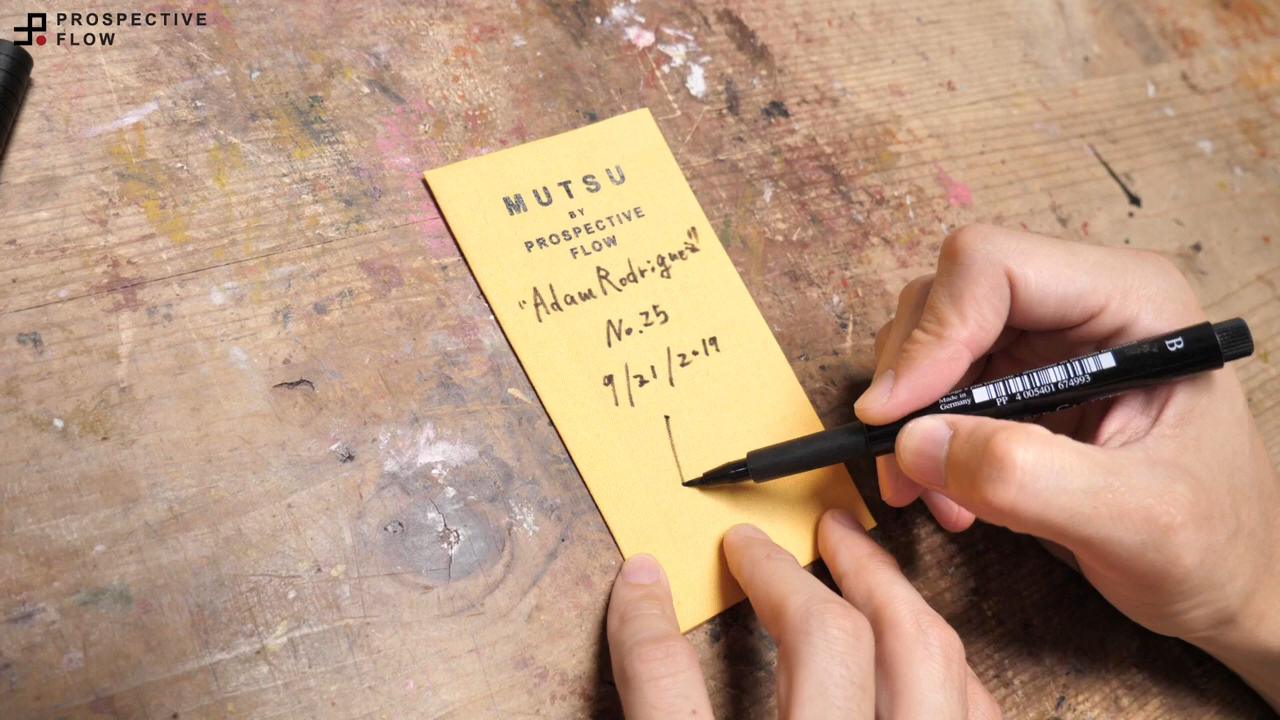 PROSPECTIVE
FLOW
MUTSU
BY
PROSPECTIVE
FLOW
"Adam Rodriguez"
No.25
9/21/2019
B
Made in
Germany
PP 4 005401 674993